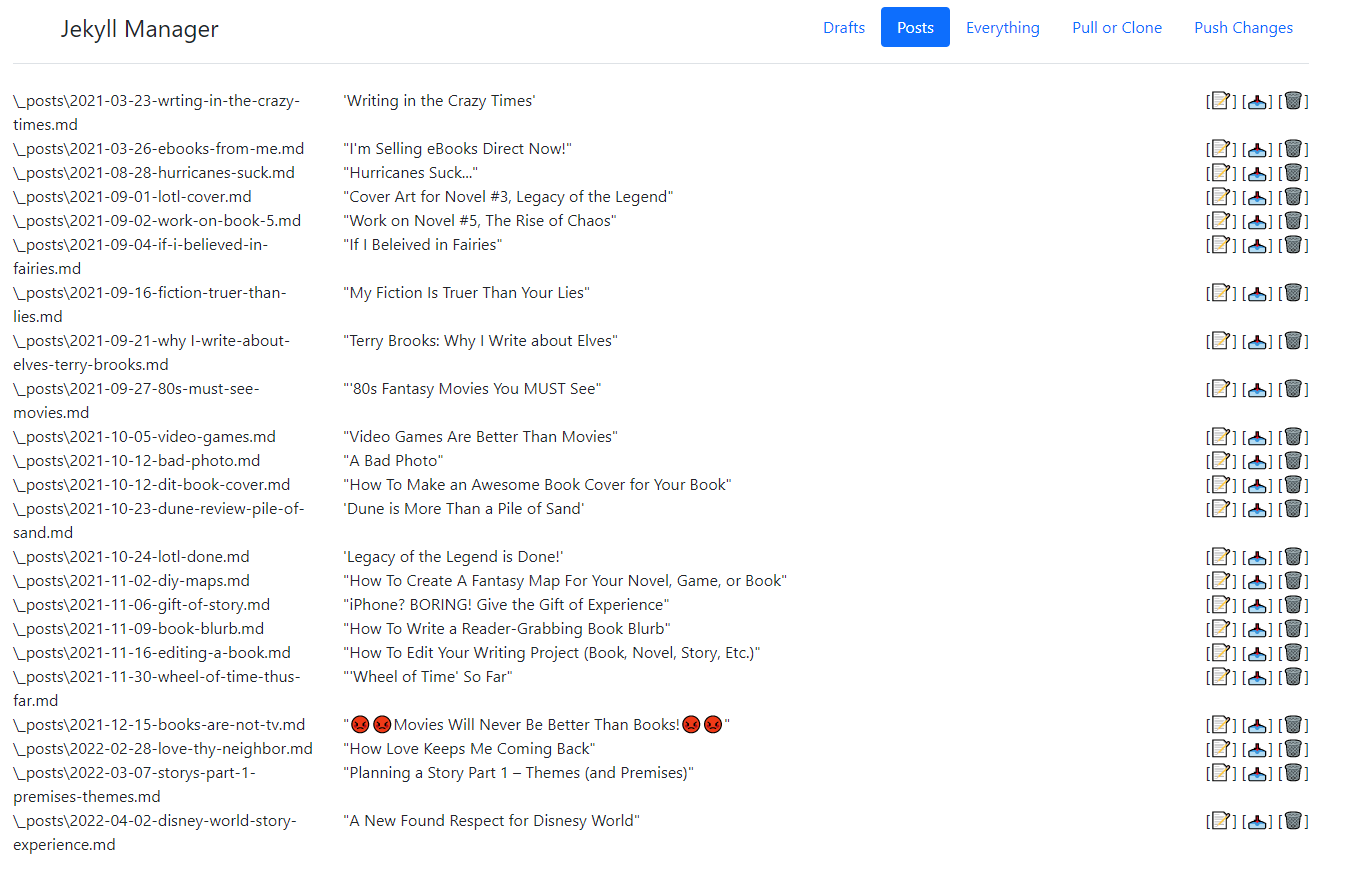 Jekyll Manager
Drafts Posts Everything Pull or Clone Push Changes
\_posts\2021-03-23-wrting-in-the-crazy- 'Writing in the Crazy Times' [📝] [📥] [🗑️]
times.md
\_posts\2021-03-26-ebooks-from-me.md "I'm Selling eBooks Direct Now!" [📝] [📥] [🗑️]
\_posts\2021-08-28-hurricanes-suck.md "Hurricanes Suck..." [📝] [📥] [🗑️]
\_posts\2021-09-01-lotl-cover.md "Cover Art for Novel #3, Legacy of the Legend" [📝] [📥] [🗑️]
\_posts\2021-09-02-work-on-book-5.md "Work on Novel #5, The Rise of Chaos" [📝] [📥] [🗑️]
\_posts\2021-09-04-if-i-believed-in- "If I Beleived in Fairies" [📝] [📥] [🗑️]
fairies.md
\_posts\2021-09-16-fiction-truer-than- "My Fiction Is Truer Than Your Lies" [📝] [📥] [🗑️]
lies.md
\_posts\2021-09-21-why I-write-about- "Terry Brooks: Why I Write about Elves" [📝] [📥] [🗑️]
elves-terry-brooks.md
\_posts\2021-09-27-80s-must-see- "'80s Fantasy Movies You MUST See" [📝] [📥] [🗑️]
movies.md
\_posts\2021-10-05-video-games.md "Video Games Are Better Than Movies" [📝] [📥] [🗑️]
\_posts\2021-10-12-bad-photo.md "A Bad Photo" [📝] [📥] [🗑️]
\_posts\2021-10-12-dit-book-cover.md "How To Make an Awesome Book Cover for Your Book" [📝] [📥] [🗑️]
\_posts\2021-10-23-dune-review-pile-of- 'Dune is More Than a Pile of Sand' [📝] [📥] [🗑️]
sand.md
\_posts\2021-10-24-lotl-done.md 'Legacy of the Legend is Done!' [📝] [📥] [🗑️]
\_posts\2021-11-02-diy-maps.md "How To Create A Fantasy Map For Your Novel, Game, or Book" [📝] [📥] [🗑️]
\_posts\2021-11-06-gift-of-story.md "iPhone? BORING! Give the Gift of Experience" [📝] [📥] [🗑️]
\_posts\2021-11-09-book-blurb.md "How To Write a Reader-Grabbing Book Blurb" [📝] [📥] [🗑️]
\_posts\2021-11-16-editing-a-book.md "How To Edit Your Writing Project (Book, Novel, Story, Etc.)" [📝] [📥] [🗑️]
\_posts\2021-11-30-wheel-of-time-thus- "'Wheel of Time' So Far" [📝] [📥] [🗑️]
far.md
\_posts\2021-12-15-books-are-not-tv.md "😡😡Movies Will Never Be Better Than Books!😡😡" [📝] [📥] [🗑️]
\_posts\2022-02-28-love-thy-neighbor.md "How Love Keeps Me Coming Back" [📝] [📥] [🗑️]
\_posts\2022-03-07-storys-part-1- "Planning a Story Part 1 – Themes (and Premises)" [📝] [📥] [🗑️]
premises-themes.md
\_posts\2022-04-02-disney-world-story- "A New Found Respect for Disnesy World" [📝] [📥] [🗑️]
experience.md